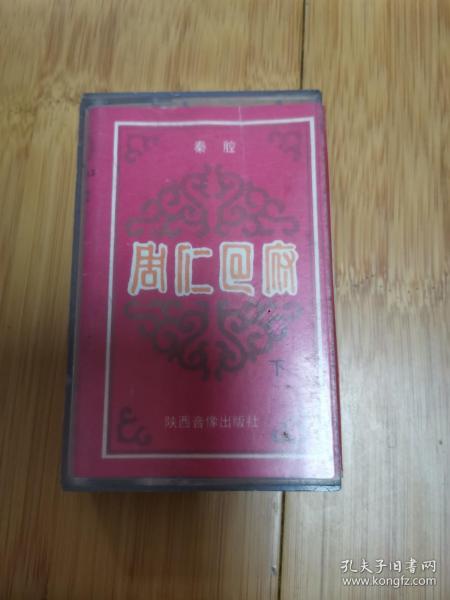 秦腔
周仁回府
下
陕西音像出版社
孔夫子旧书网
www.kongfz.com